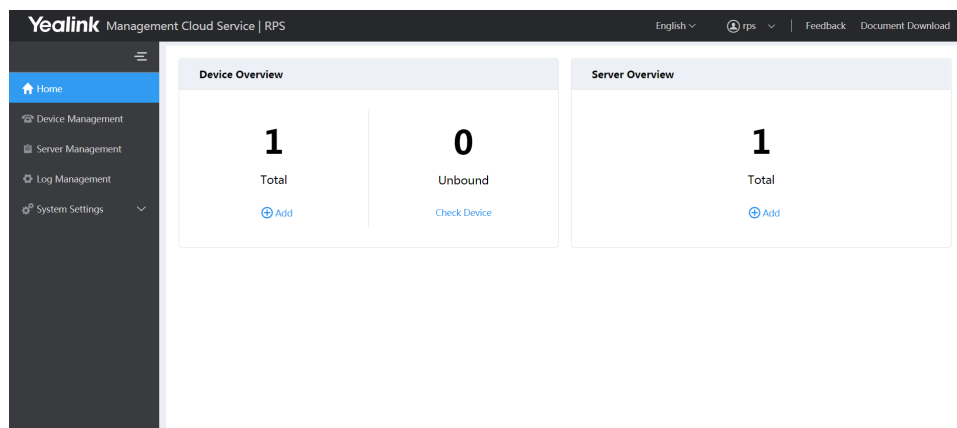 Yealink Management Cloud Service | RPS English rps Feedback Document Download
Home
Device Management
Server Management
Log Management
System Settings
Device Overview
1
Total
Add
0
Unbound
Check Device
Server Overview
1
Total
Add